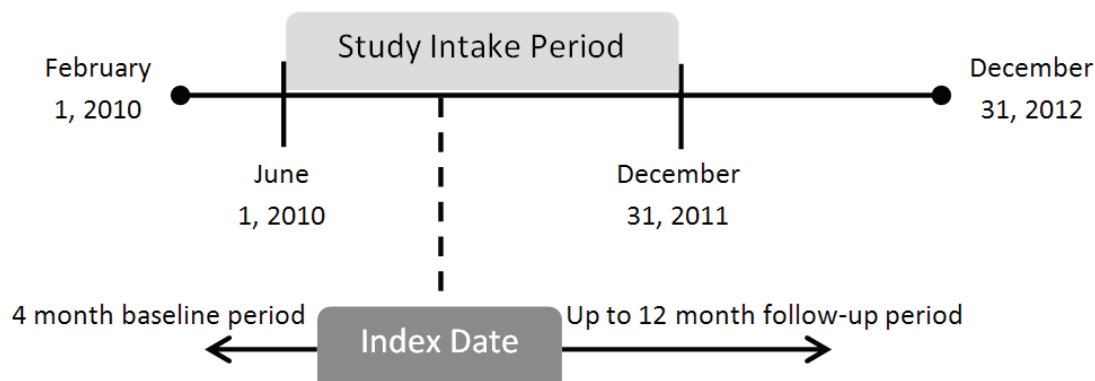 Study Intake Period
February
1, 2010
December
31, 2012
June
1, 2010
December
31, 2011
4 month baseline period
Index Date
Up to 12 month follow-up period